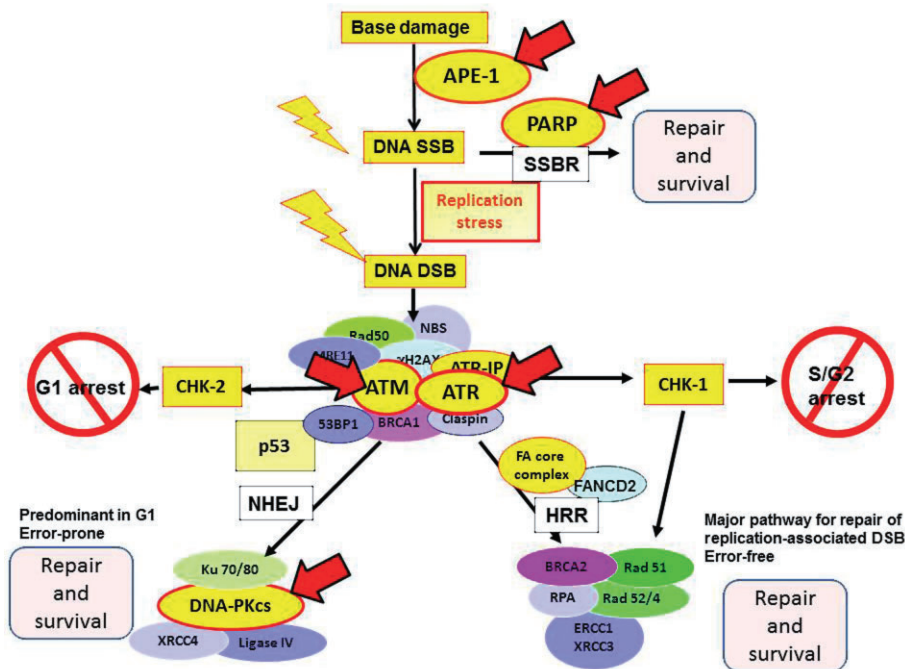 Base damage
APE-1
PARP
DNA SSB
SSBR
Repair
and
survival
Replication
stress
DNA DSB
Rad50
NBS
MRE11
γH2AX
ATR-IP
G1 arrest
CHK-2
ATM
ATR
CHK-1
S/G2
arrest
53BP1
BRCA1
Claspin
p53
FA core
complex
FANCD2
NHEJ
HRR
Predominant in G1
Error-prone
Major pathway for repair of
replication-associated DSB
Error-free
Repair
and
survival
Ku 70/80
DNA-PKcs
XRCC4
Ligase IV
BRCA2
Rad 51
RPA
Rad 52/4
ERCC1
XRCC3
Repair
and
survival